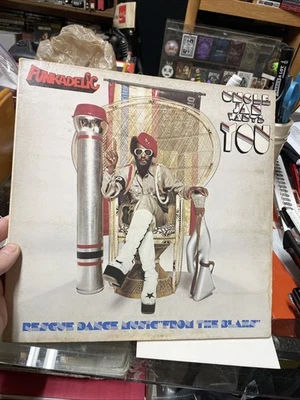 FUNKADELIC
UNCLE
JAM
WANTS
YOU
RESCUE DANCE MUSIC "FROM THE BLAHS"